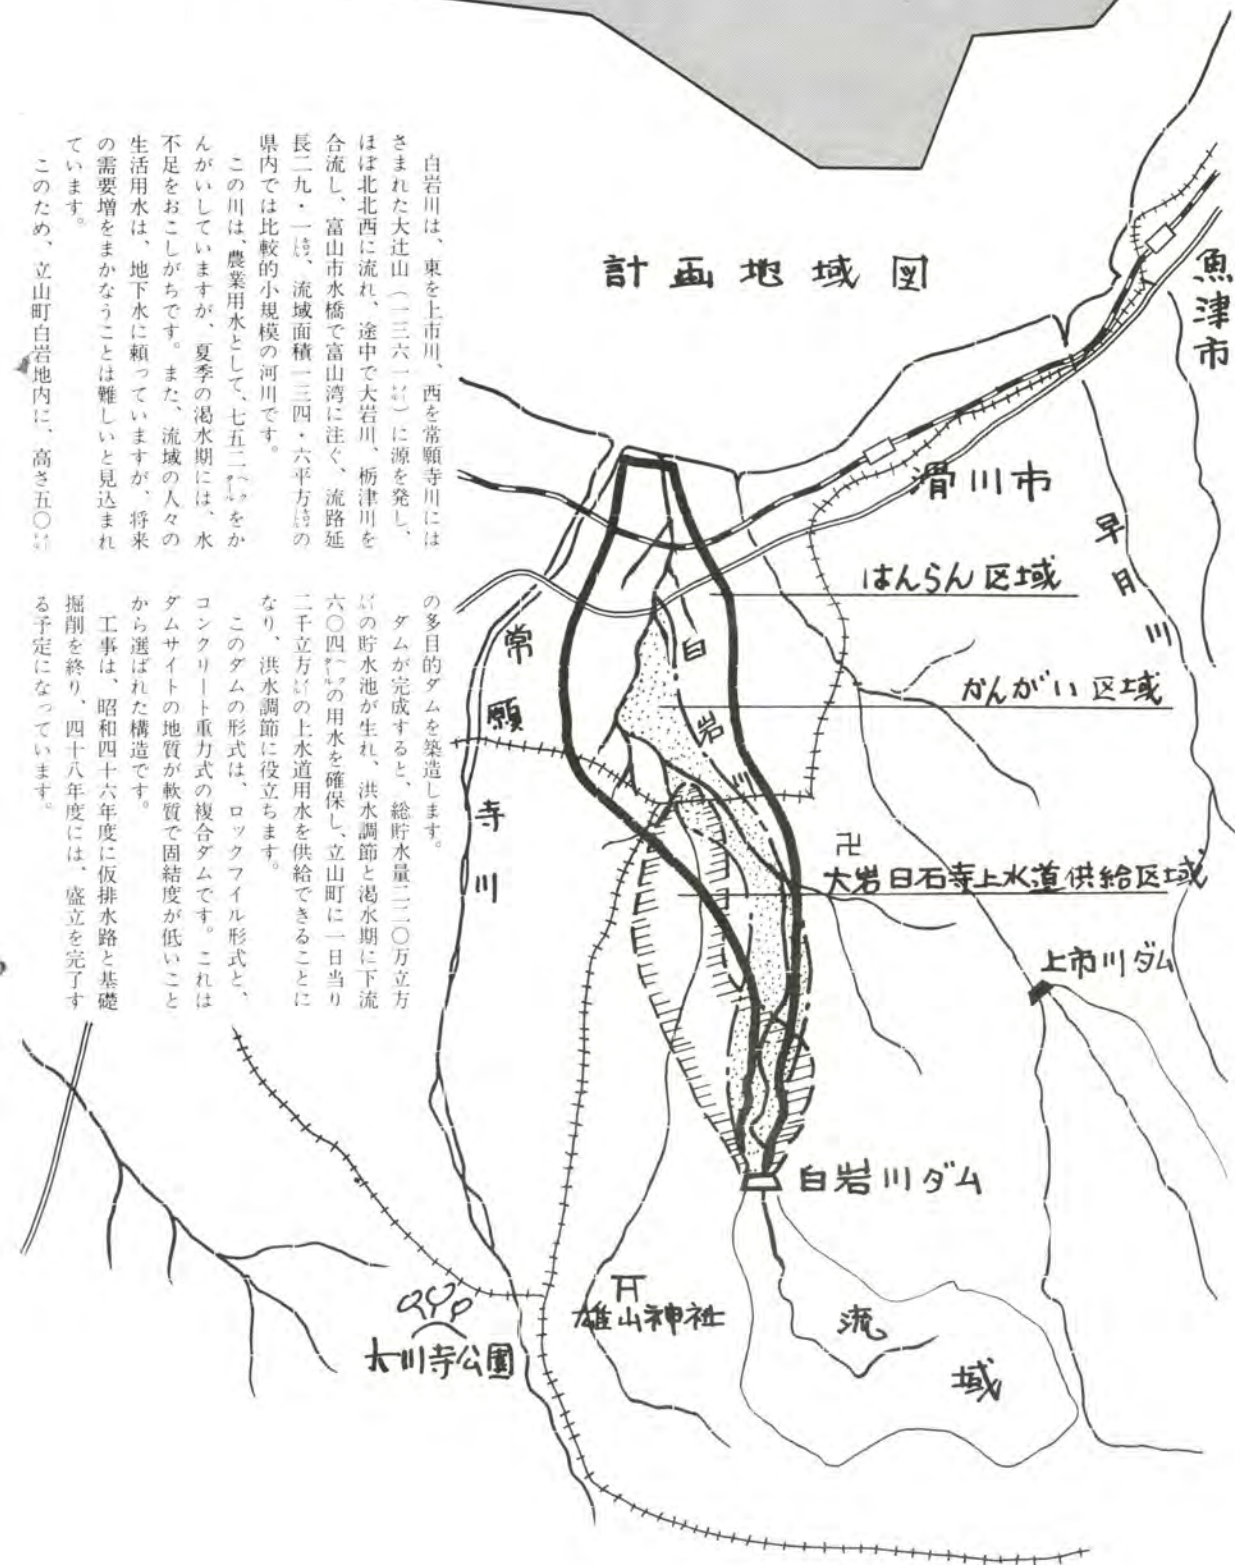 計画地域図
魚津市
滑川市
早月川
はんらん区域
かんがい区域
常願寺川
白岩川
卍
大岩日石寺上水道供給区域
上市川ダム
白岩川ダム
雄山神社
大川寺公園
流域
白岩川は、東を上市川、西を常願寺川には
さまれた大辻山(一三六一㍍)に源を発し、
ほぼ北北西に流れ、途中で大岩川、栃津川を
合流し、富山市水橋で富山湾に注ぐ、流路延
長二九・一㌔、流域面積一三四・六平方㌔の
県内では比較的小規模の河川です。
この川は、農業用水として、七五二㌶をか
んがいしていますが、夏季の渇水期には、水
不足をおこしがちです。また、流域の人々の
生活用水は、地下水に頼っていますが、将来
の需要増をまかなうことは難しいと見込まれ
ています。
このため、立山町白岩地内に、高さ五〇㍍
の多目的ダムを築造します。
ダムが完成すると、総貯水量二二〇万立方
㍍の貯水池が生れ、洪水調節と渇水期に下流
六〇四㌶の用水を確保し、立山町に一日当り
二千立方㍍の上水道用水を供給できることに
なり、洪水調節に役立ちます。
このダムの形式は、ロックフイル形式と、
コンクリート重力式の複合ダムです。これは
ダムサイトの地質が軟質で固結度が低いこと
から選ばれた構造です。
工事は、昭和四十六年度に仮排水路と基礎
掘削を終り、四十八年度には、盛立を完了す
る予定になっています。